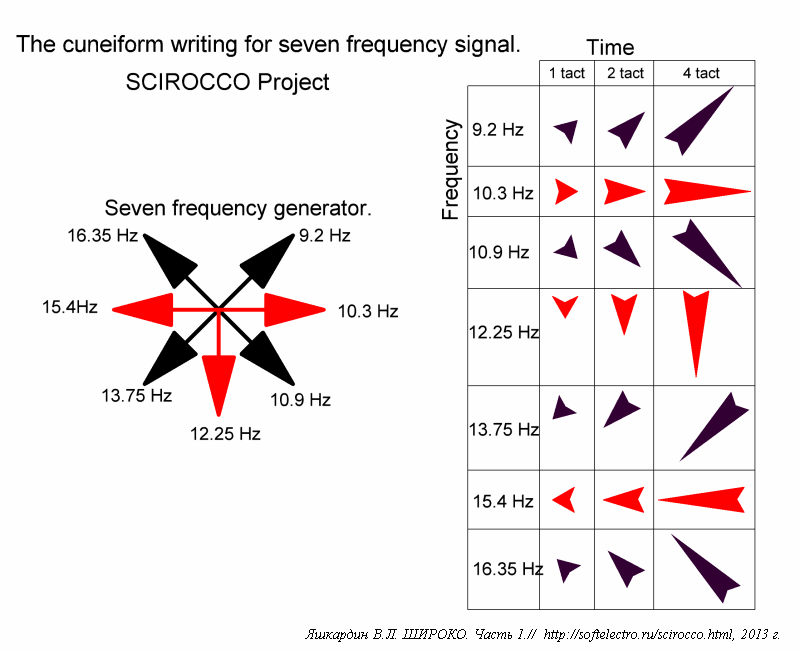 The cuneiform writing for seven frequency signal.
SCIROCCO Project
Seven frequency generator.
16.35 Hz
9.2 Hz
15.4Hz
10.3 Hz
13.75 Hz
10.9 Hz
12.25 Hz
Time
1 tact 2 tact 4 tact
Frequency
9.2 Hz
10.3 Hz
10.9 Hz
12.25 Hz
13.75 Hz
15.4 Hz
16.35 Hz
Яшкардин В.Л. ШИРОКО. Часть 1.// http://softelectro.ru/scirocco.html, 2013 г.